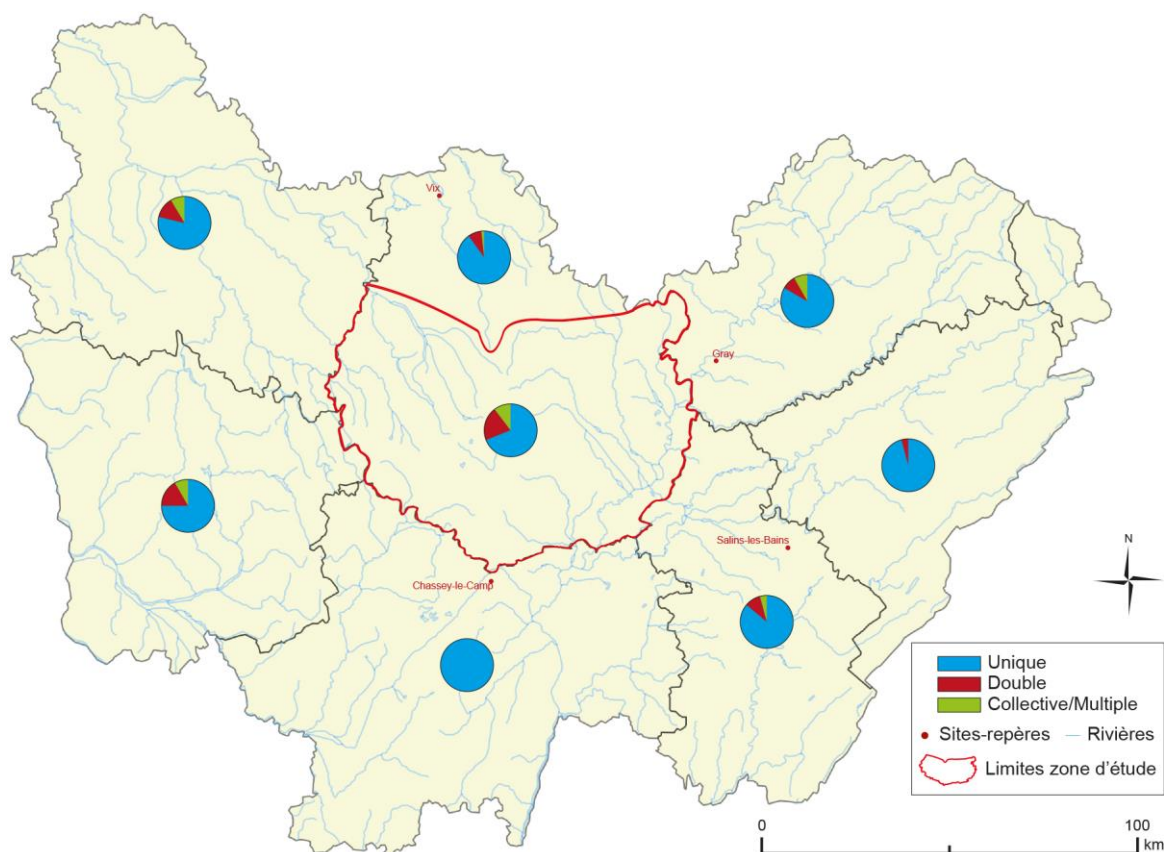 Vix
Gray
Salins-les-Bains
Chassey-le-Camp
N
Unique
Double
Collective/Multiple
Sites-repères
Rivières
Limites zone d'étude
0
100
km